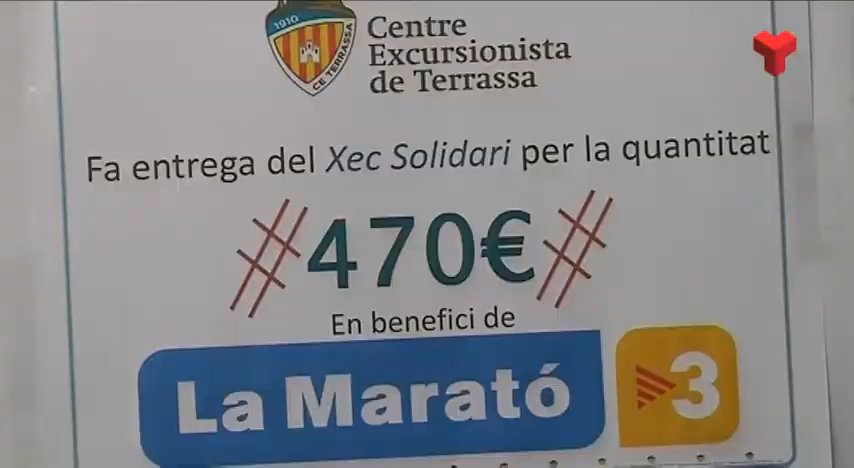 1910
CE TERRASSA
Centre
Excursionista
de Terrassa
Fa entrega del Xec Solidari per la quantitat
#470€#
En benefici de
La Marató 3